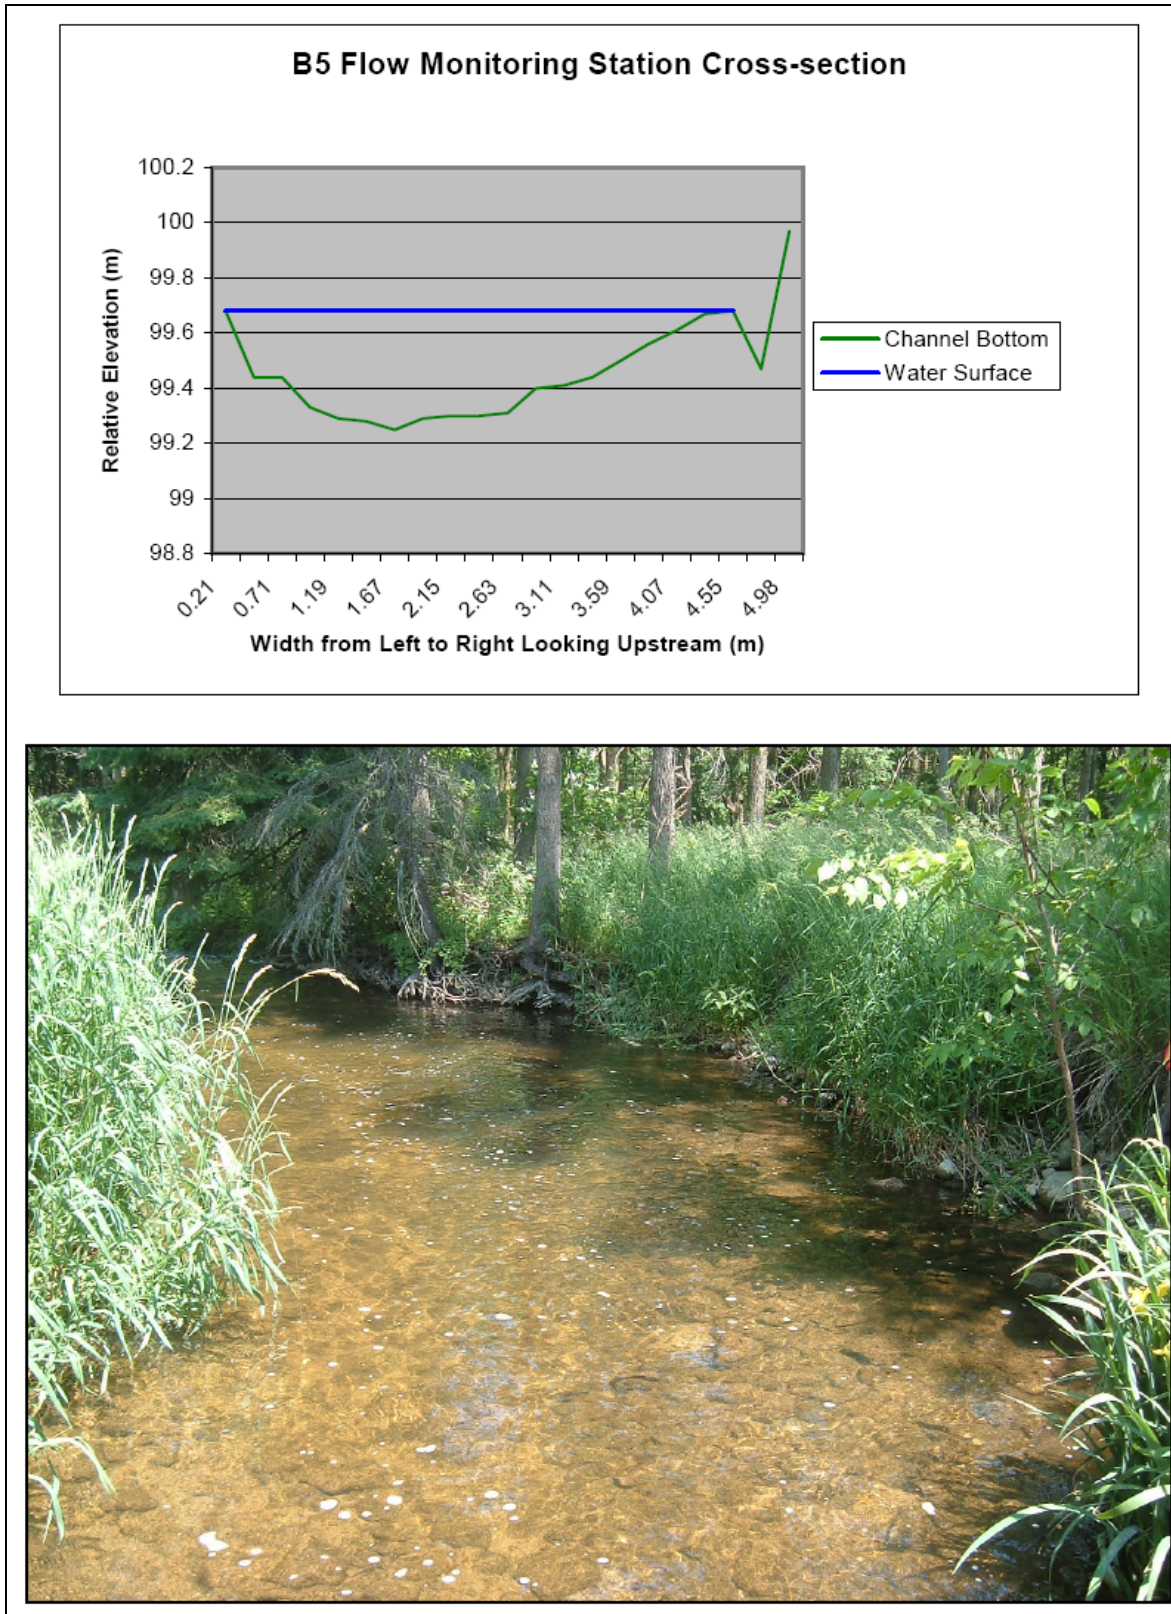 B5 Flow Monitoring Station Cross-section
100.2
100
99.8
99.6
99.4
99.2
99
98.8
Relative Elevation (m)
0.21 0.71 1.19 1.67 2.15 2.63 3.11 3.59 4.07 4.55 4.98
Width from Left to Right Looking Upstream (m)
Channel Bottom
Water Surface